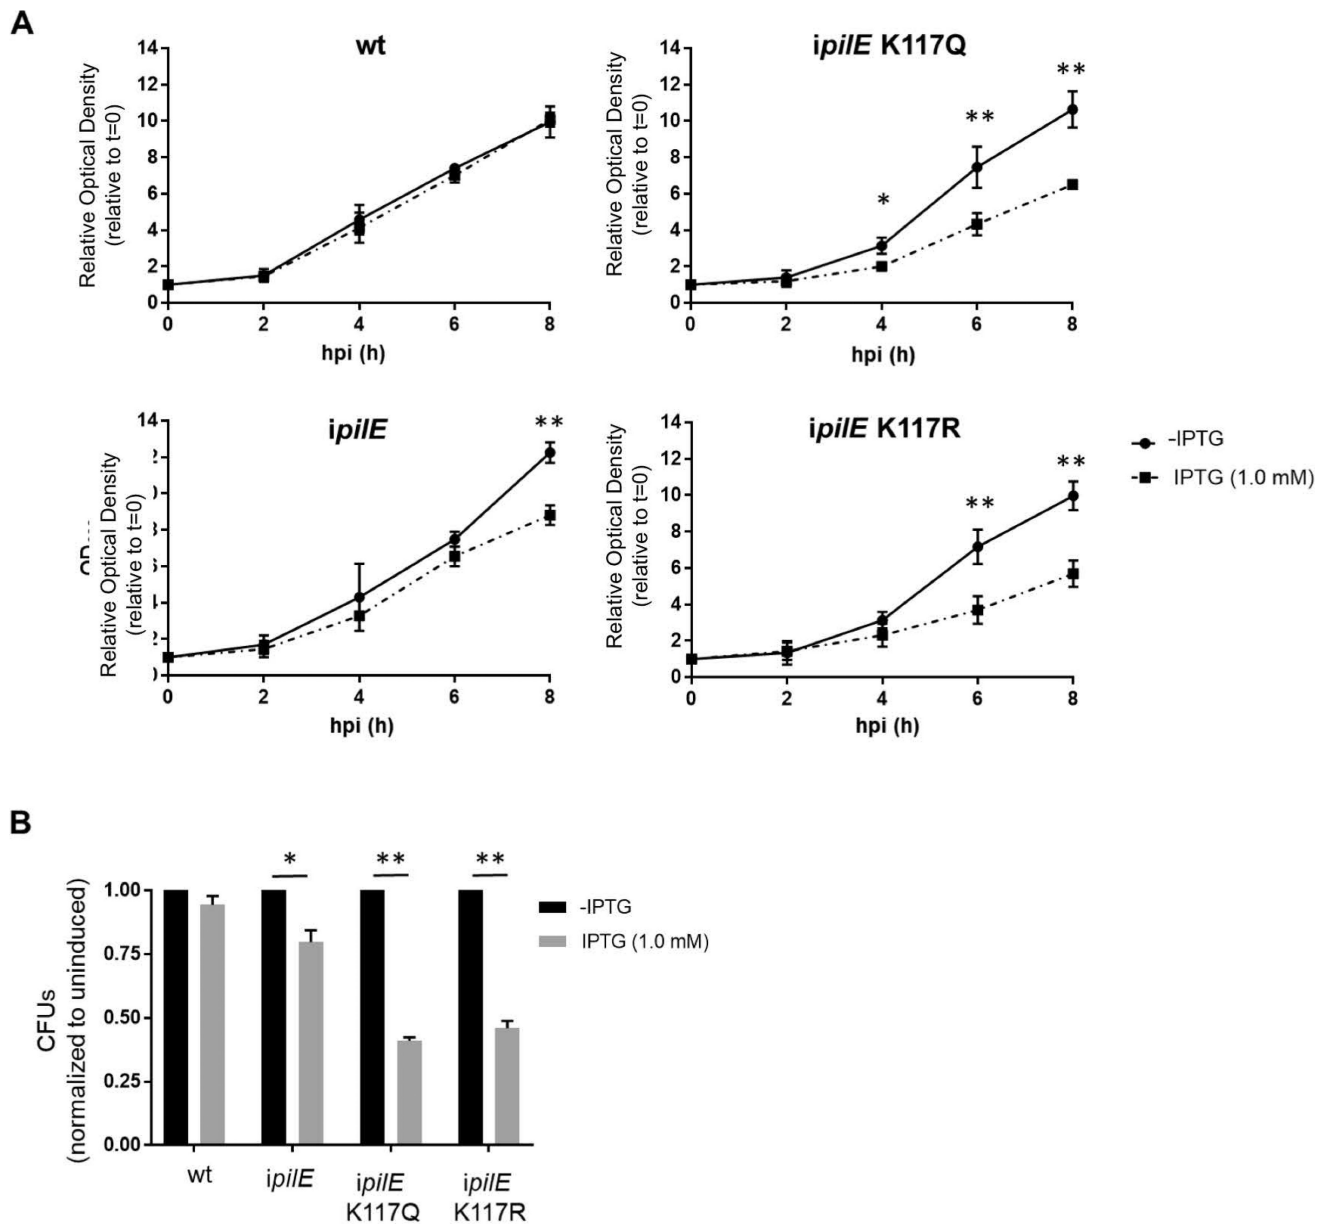 A
wt
14
12
10
8
6
4
2
0
Relative Optical Density
(relative to t=0)
0 2 4 6 8
hpi (h)
ipilE K117Q
14
12
10
8
6
4
2
0
Relative Optical Density
(relative to t=0)
*
**
**
0 2 4 6 8
hpi (h)
ipilE
14
Relative Optical Density
(relative to t=0)
**
0 2 4 6 8
hpi (h)
ipilE K117R
14
12
10
8
6
4
2
0
Relative Optical Density
(relative to t=0)
**
**
0 2 4 6 8
hpi (h)
-IPTG
IPTG (1.0 mM)
B
CFUs
(normalized to uninduced)
1.00
0.75
0.50
0.25
0.00
*
**
**
wt
ipilE
ipilE
K117Q
ipilE
K117R
-IPTG
IPTG (1.0 mM)